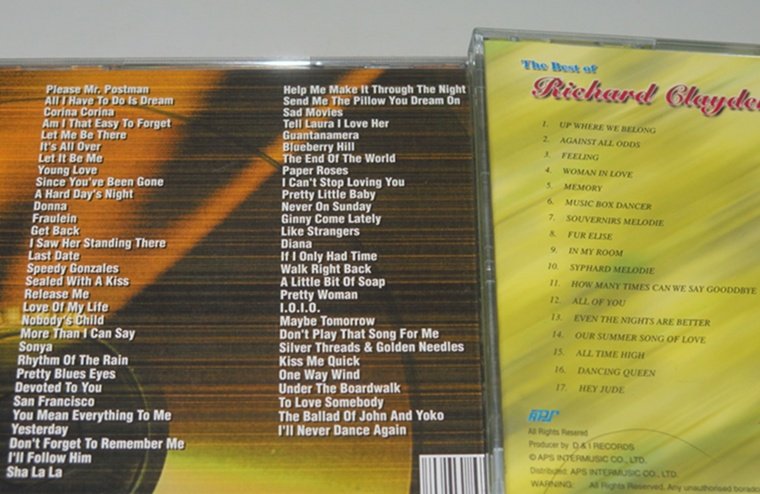 Please Mr. Postman
All I Have To Do Is Dream
Corina Corina
Am I That Easy To Forget
Let Me Be There
It's All Over
Let It Be Me
Young Love
Since You've Been Gone
A Hard Day's Night
Donna
Fraulein
Get Back
I Saw Her Standing There
Last Date
Speedy Gonzales
Sealed With A Kiss
Release Me
Love Of My Life
Nobody's Child
More Than I Can Say
Sonya
Rhythm Of The Rain
Pretty Blues Eyes
Devoted To You
San Francisco
You Mean Everything To Me
Yesterday
Don't Forget To Remember Me
I'll Follow Him
Sha La La
Help Me Make It Through The Night
Send Me The Pillow You Dream On
Sad Movies
Tell Laura I Love Her
Guantanamera
Blueberry Hill
The End Of The World
Paper Roses
I Can't Stop Loving You
Pretty Little Baby
Never On Sunday
Ginny Come Lately
Like Strangers
Diana
If I Only Had Time
Walk Right Back
A Little Bit Of Soap
Pretty Woman
I.O.I.O.
Maybe Tomorrow
Don't Play That Song For Me
Silver Threads & Golden Needles
Kiss Me Quick
One Way Wind
Under The Boardwalk
To Love Somebody
The Ballad Of John And Yoko
I'll Never Dance Again
The Best of
Richard Clayde
1. UP WHERE WE BELONG
2. AGAINST ALL ODDS
3. FEELING
4. WOMAN IN LOVE
5. MEMORY
6. MUSIC BOX DANCER
7. SOUVERNIRS MELODIE
8. FUR ELISE
9. IN MY ROOM
10. SYPHARD MELODIE
11. HOW MANY TIMES CAN WE SAY GOODDBYE
12. ALL OF YOU
13. EVEN THE NIGHTS ARE BETTER
14. OUR SUMMER SONG OF LOVE
15. ALL TIME HIGH
16. DANCING QUEEN
17. HEY JUDE.
APS
All Rights Resered
Producer by D & I RECORDS
© APS INTERMUSIC CO., LTD.
Distributed. APS INTERMUSIC CO., LTD.
WARNING: All Rights Reserved. Any unauthorised